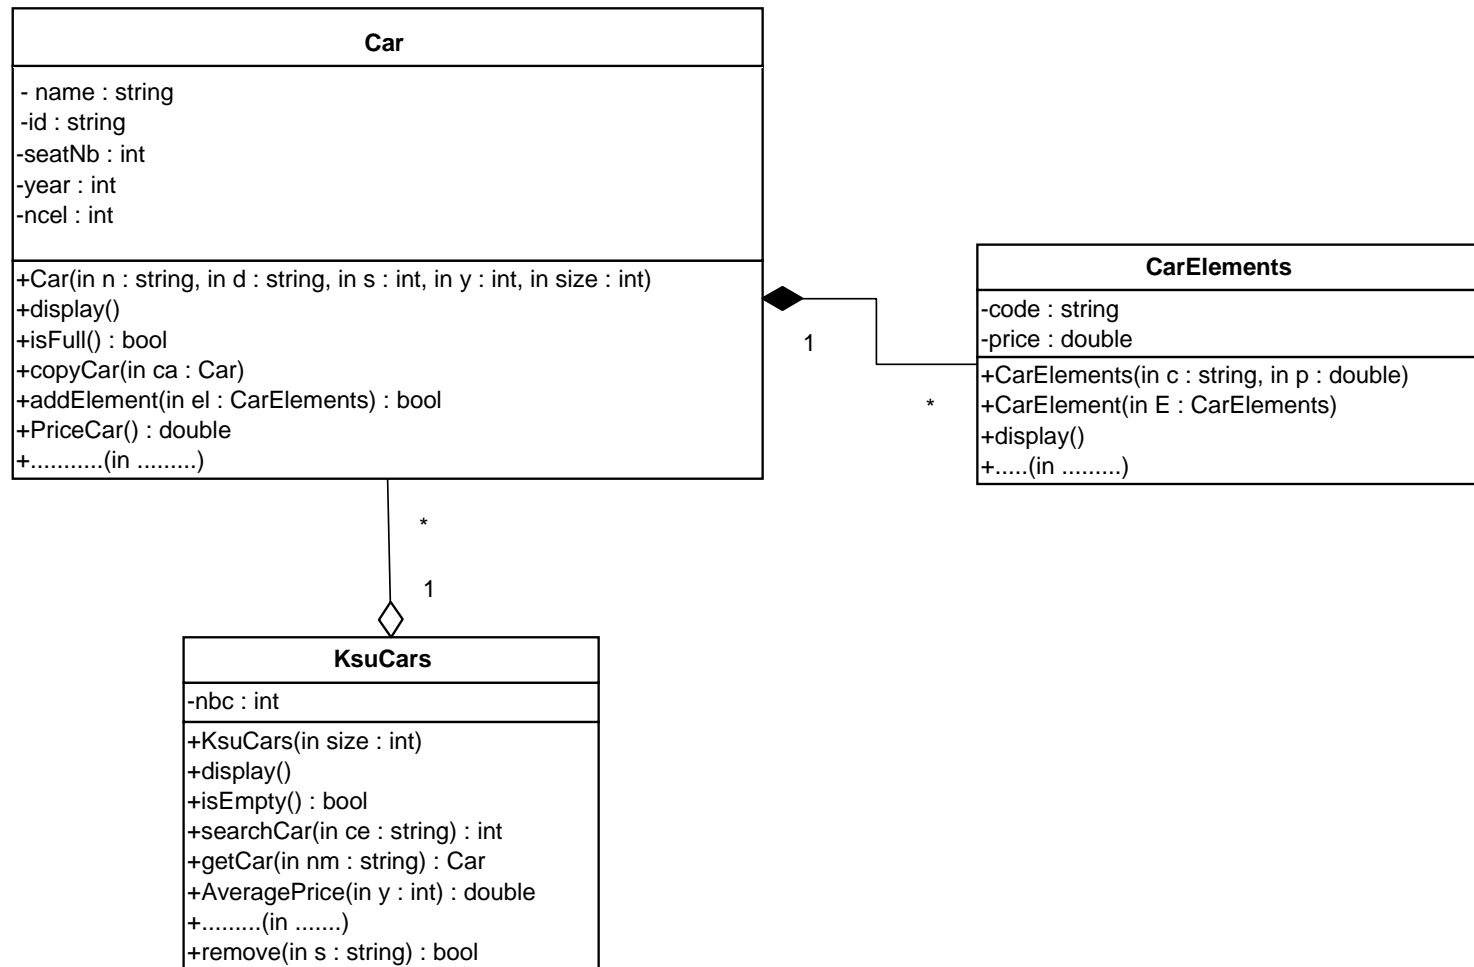 Car
- name : string
-id : string
-seatNb : int
-year : int
-ncel : int
+Car(in n : string, in d : string, in s : int, in y : int, in size : int)
+display()
+isFull() : bool
+copyCar(in ca : Car)
+addElement(in el : CarElements) : bool
+PriceCar() : double
+...........(in .........)
1
*
CarElements
-code : string
-price : double
+CarElements(in c : string, in p : double)
+CarElement(in E : CarElements)
+display()
+.....(in .........)
*
1
KsuCars
-nbc : int
+KsuCars(in size : int)
+display()
+isEmpty() : bool
+searchCar(in ce : string) : int
+getCar(in nm : string) : Car
+AveragePrice(in y : int) : double
+.........(in .......)
+remove(in s : string) : bool